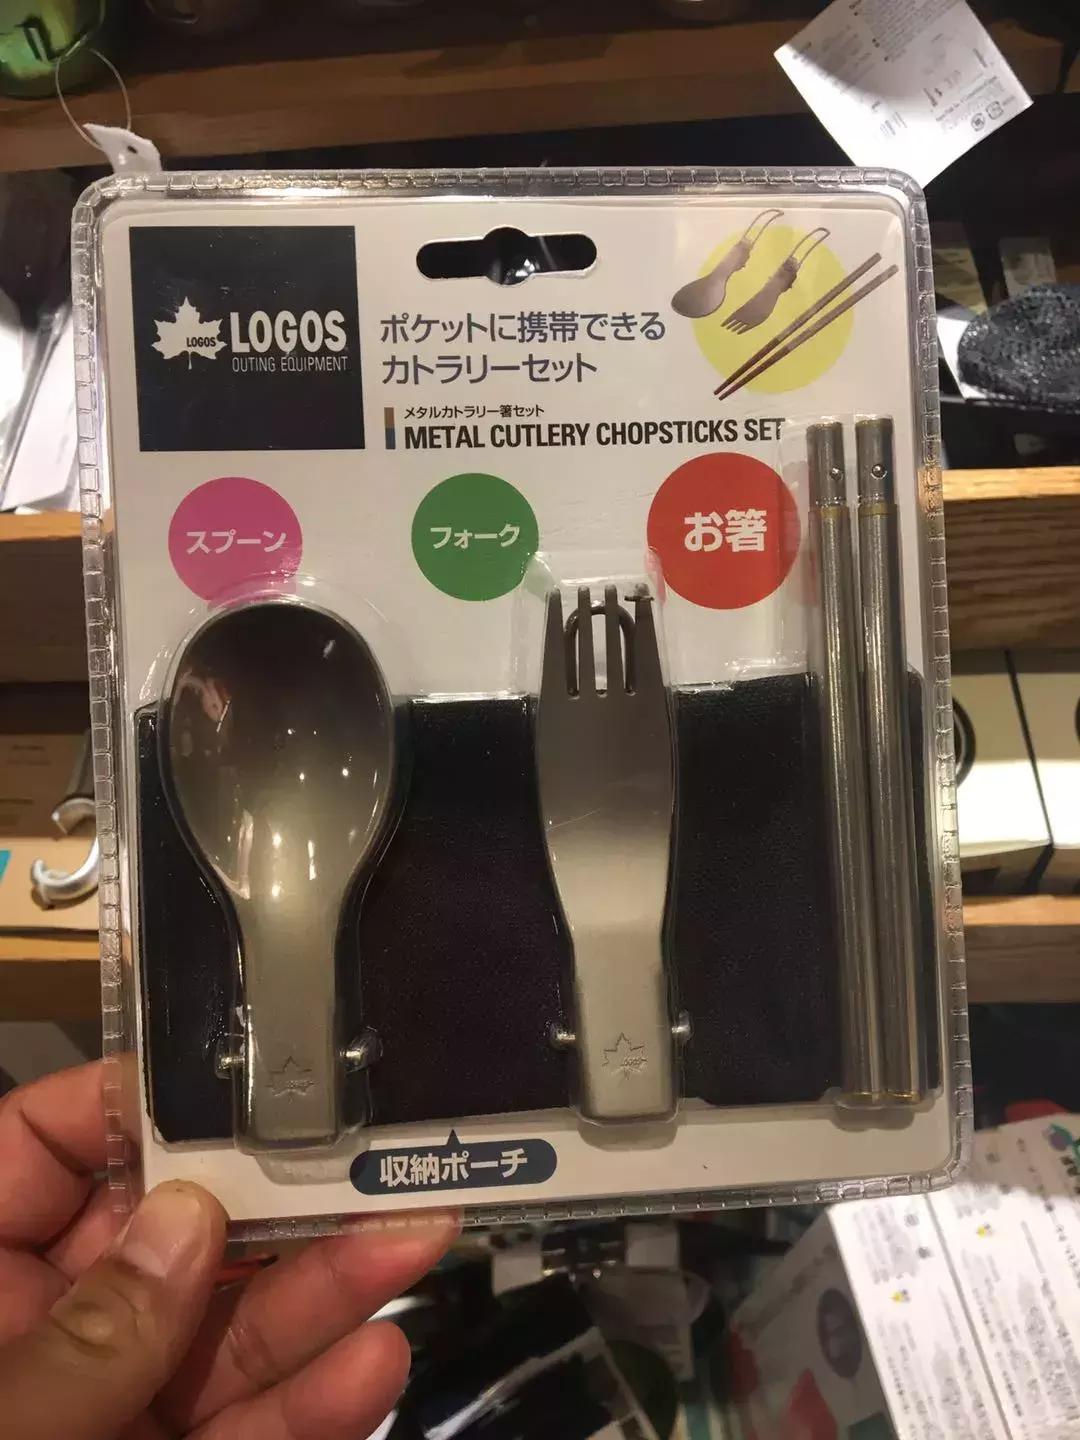 LOGOS
LOGOS
OUTING EQUIPMENT
ポケットに携帯できる
カトラリーセット
メタルカトラリー箸セット
METAL CUTLERY CHOPSTICKS SET
スプーン
フォーク
お箸
LOGOS
LOGOS
収納ポーチ